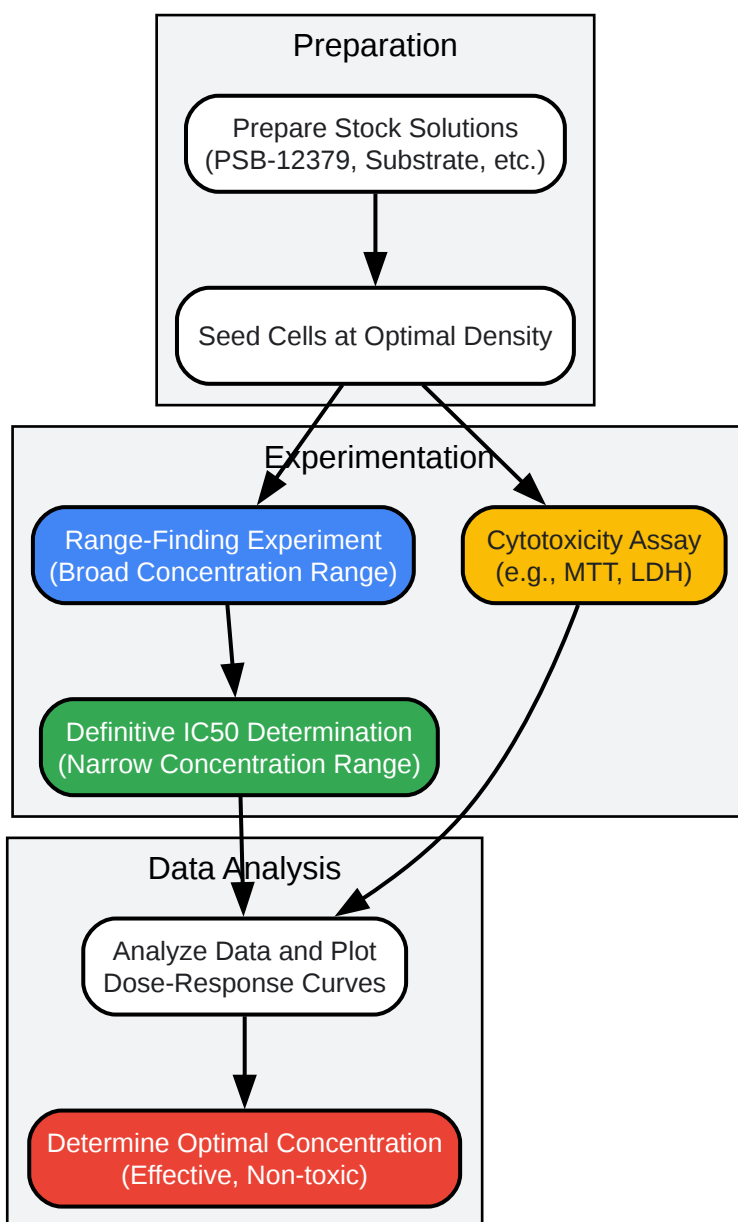 Preparation
Prepare Stock Solutions
(PSB-12379, Substrate, etc.)
Seed Cells at Optimal Density
Experimentation
Range-Finding Experiment
(Broad Concentration Range)
Cytotoxicity Assay
(e.g., MTT, LDH)
Definitive IC50 Determination
(Narrow Concentration Range)
Data Analysis
Analyze Data and Plot
Dose-Response Curves
Determine Optimal Concentration
(Effective, Non-toxic)